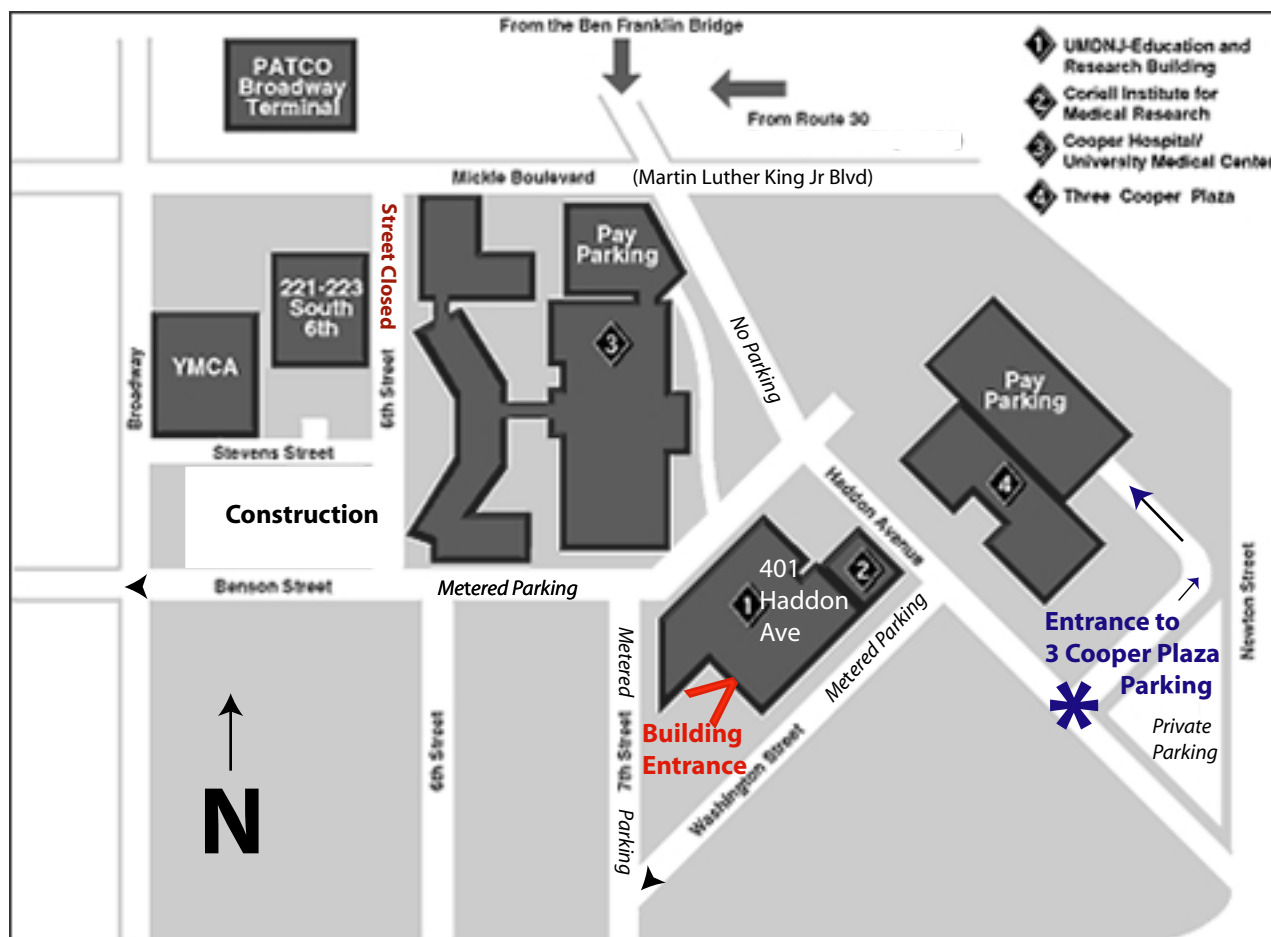 From the Ben Franklin Bridge
From Route 30
1 UMDNJ-Education and
Research Building
2 Coriell Institute for
Medical Research
3 Cooper Hospital/
University Medical Center
4 Three Cooper Plaza
PATCO
Broadway
Terminal
Mickle Boulevard (Martin Luther King Jr Blvd)
Street Closed
Pay
Parking
221-223
South
6th
YMCA
3
Broadway
6th Street
No Parking
Pay
Parking
Stevens Street
Construction
Haddon Avenue
4
Newton Street
Benson Street
Metered Parking
401
Haddon
Ave
1
2
Metered Parking
Entrance to
3 Cooper Plaza
Parking
*
Private
Parking
Building
Entrance
Washington Street
6th Street
Metered
7th Street
Parking
N